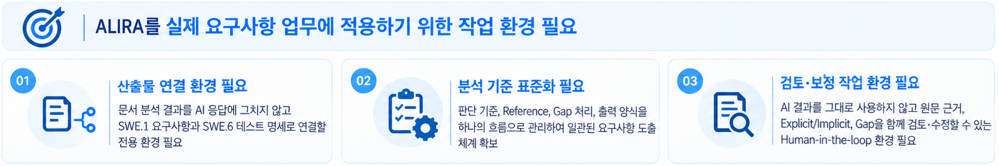 ALIRA를 실제 요구사항 업무에 적용하기 위한 작업 환경 필요
01
산출물 연결 환경 필요
문서 분석 결과를 AI 응답에 그치지 않고
SWE.1 요구사항과 SWE.6 테스트 명세로 연결할
전용 환경 필요
02
분석 기준 표준화 필요
판단 기준, Reference, Gap 처리, 출력 양식을
하나의 흐름으로 관리하여 일관된 요구사항 도출
체계 확보
03
검토·보정 작업 환경 필요
AI 결과를 그대로 사용하지 않고 원문 근거,
Explicit/Implicit, Gap을 함께 검토·수정할 수 있는
Human-in-the-loop 환경 필요